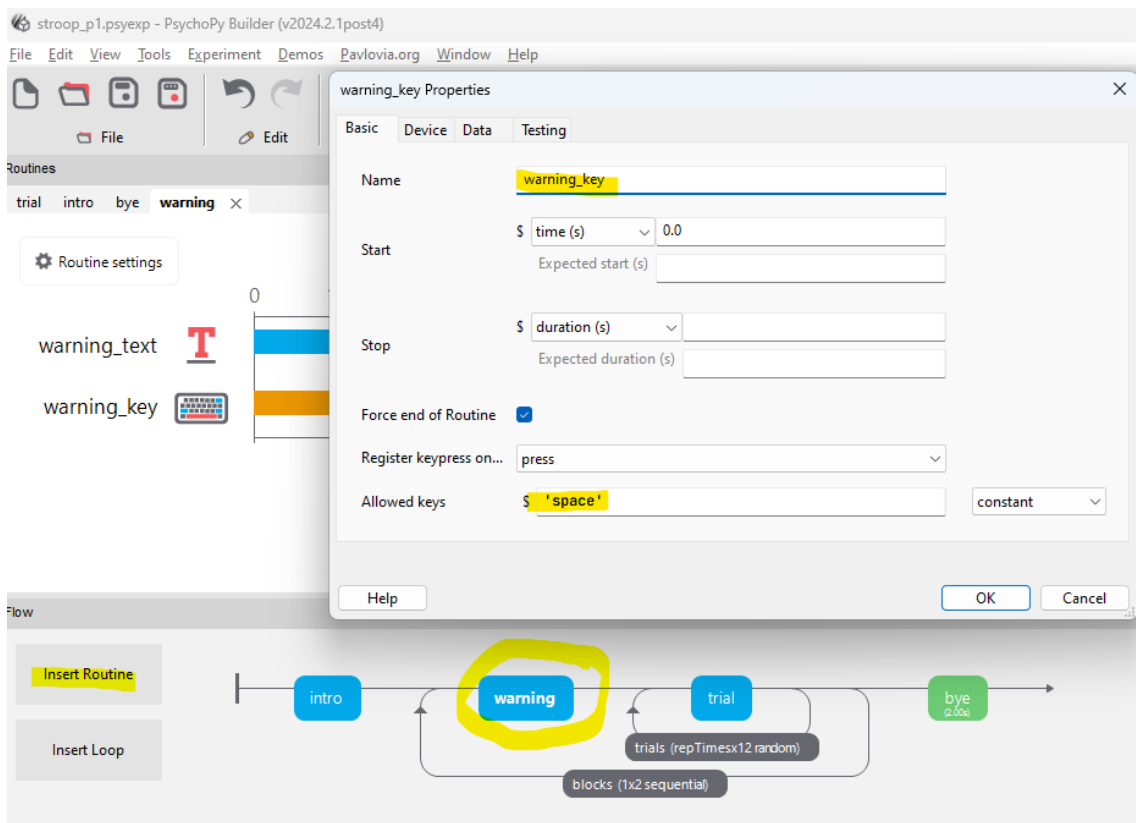 stroop_p1.psyexp - PsychoPy Builder (v2024.2.1post4)
File Edit View Tools Experiment Demos Pavlovia.org Window Help
File
Edit
Routines
trial intro bye warning
Routine settings
0
warning_text
T
warning_key
warning_key Properties
Basic Device Data Testing
Name warning_key
Start $ time (s) 0.0
Expected start (s)
Stop $ duration (s)
Expected duration (s)
Force end of Routine
Register keypress on... press
Allowed keys $ 'space' constant
Help OK Cancel
Flow
Insert Routine
Insert Loop
intro
warning
trial
bye
(2.00s)
trials (repTimesx12 random)
blocks (1x2 sequential)